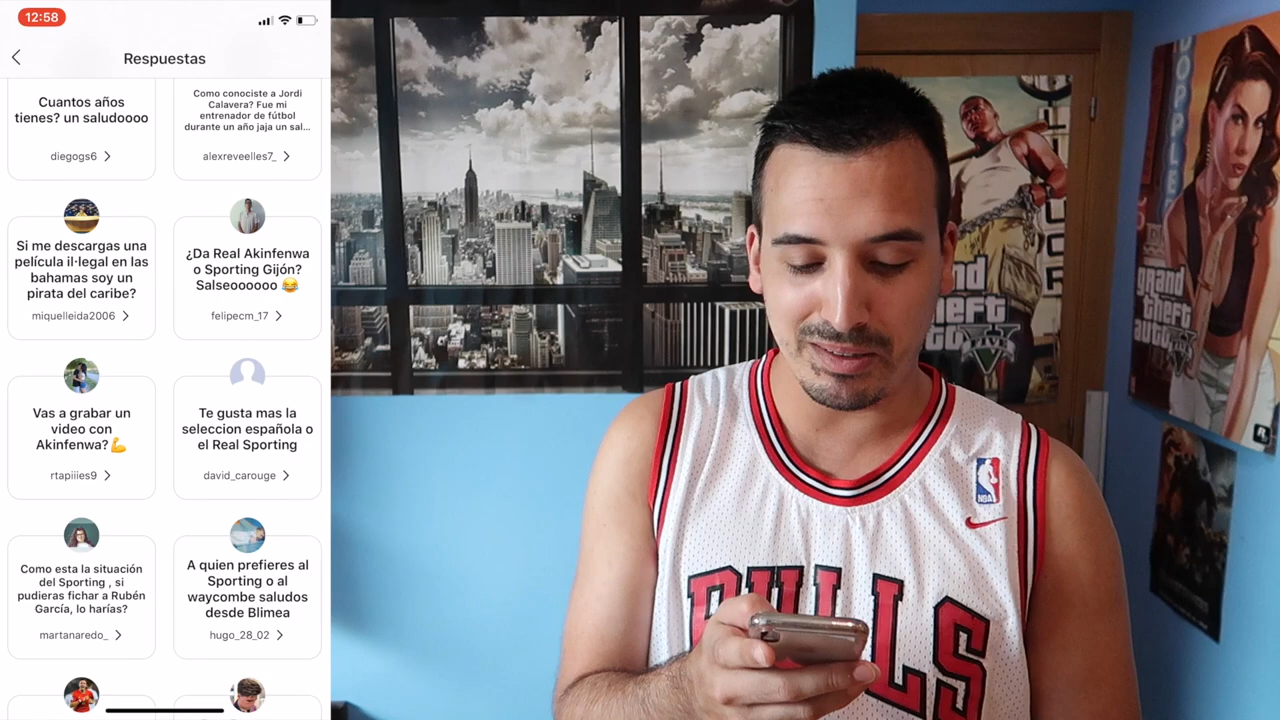 12:58
Respuestas
Cuantos años
tienes? un saludoooo
diegogs6
Como conociste a Jordi
Calavera? Fue mi
entrenador de fútbol
durante un año jaja un sal...
alexreveelles7_
Si me descargas una
película il·legal en las
bahamas soy un
pirata del caribe?
miquelleida2006
¿Da Real Akinfenwa
o Sporting Gijón?
Salseoooooo 😂
felipecm_17
Vas a grabar un
video con
Akinfenwa?💪
rtapiiies9
Te gusta mas la
seleccion española o
el Real Sporting
david_carouge
Como esta la situación
del Sporting , si
pudieras fichar a Rubén
García, lo harías?
martanaredo_
A quien prefieres al
Sporting o al
waycombe saludos
desde Blimea
hugo_28_02
NBA
BULLS
grand
theft
auto V
FIVE